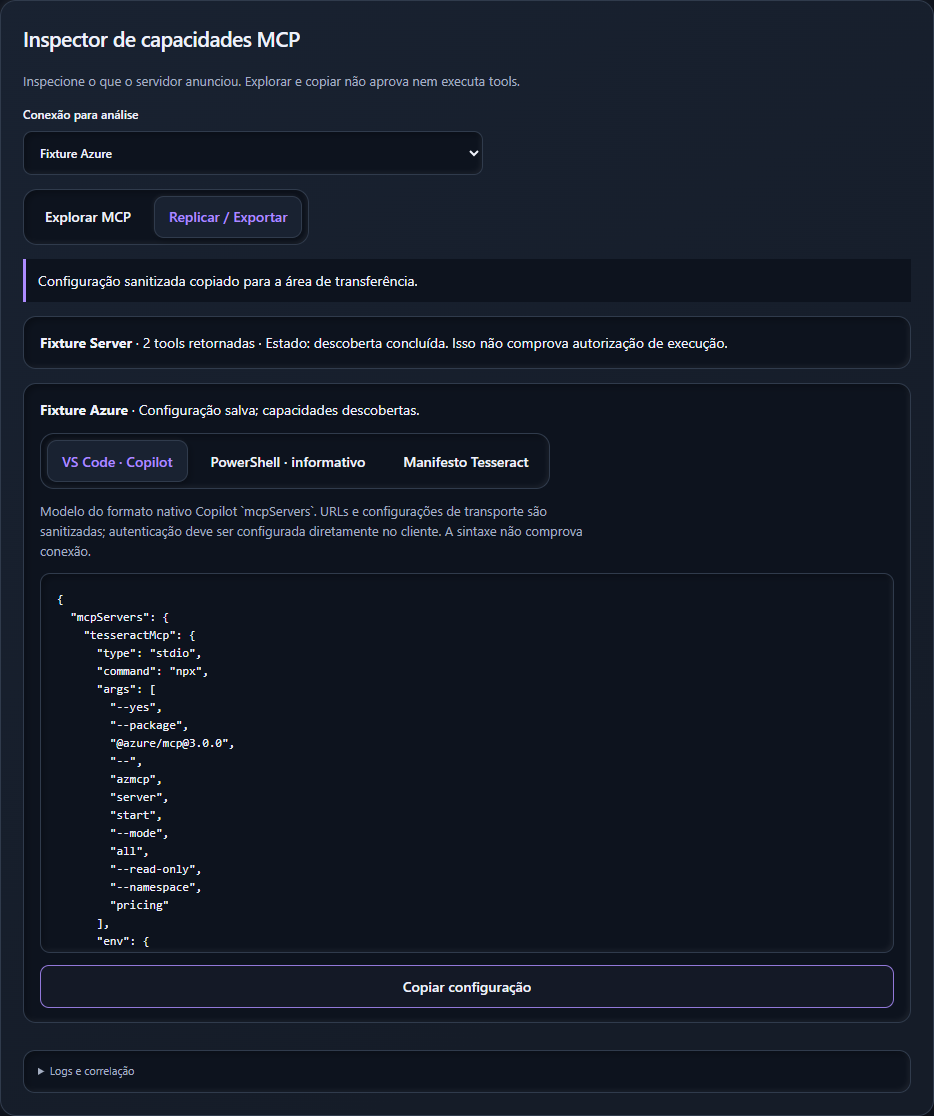 Inspector de capacidades MCP
Inspecione o que o servidor anunciou. Explorar e copiar não aprova nem executa tools.
Conexão para análise
Fixture Azure
Explorar MCP
Replicar / Exportar
Configuração sanitizada copiado para a área de transferência.
Fixture Server · 2 tools retornadas · Estado: descoberta concluída. Isso não comprova autorização de execução.
Fixture Azure · Configuração salva; capacidades descobertas.
VS Code · Copilot
PowerShell · informativo
Manifesto Tesseract
Modelo do formato nativo Copilot `mcpServers`. URLs e configurações de transporte são
sanitizadas; autenticação deve ser configurada diretamente no cliente. A sintaxe não comprova
conexão.
{
  "mcpServers": {
    "tesseractMcp": {
      "type": "stdio",
      "command": "npx",
      "args": [
        "--yes",
        "--package",
        "@azure/mcp@3.0.0",
        "--",
        "azmcp",
        "server",
        "start",
        "--mode",
        "all",
        "--read-only",
        "--namespace",
        "pricing"
      ],
      "env": {
Copiar configuração
Logs e correlação